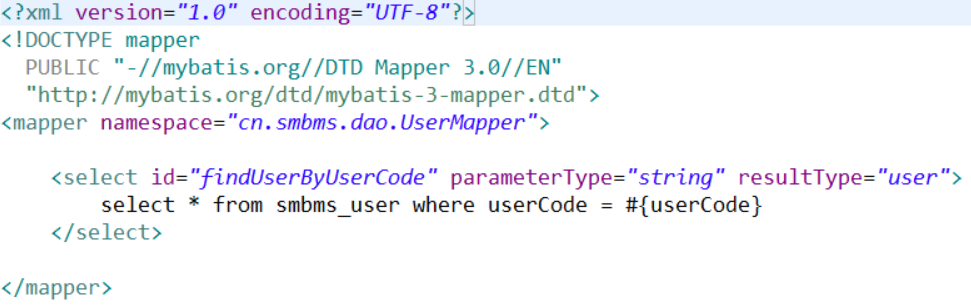 <?xml version="1.0" encoding="UTF-8"?>
<!DOCTYPE mapper
PUBLIC "-//mybatis.org//DTD Mapper 3.0//EN"
"http://mybatis.org/dtd/mybatis-3-mapper.dtd">
<mapper namespace="cn.smbms.dao.UserMapper">
<select id="findUserByUserCode" parameterType="string" resultType="user">
select * from smbms_user where userCode = #{userCode}
</select>
</mapper>